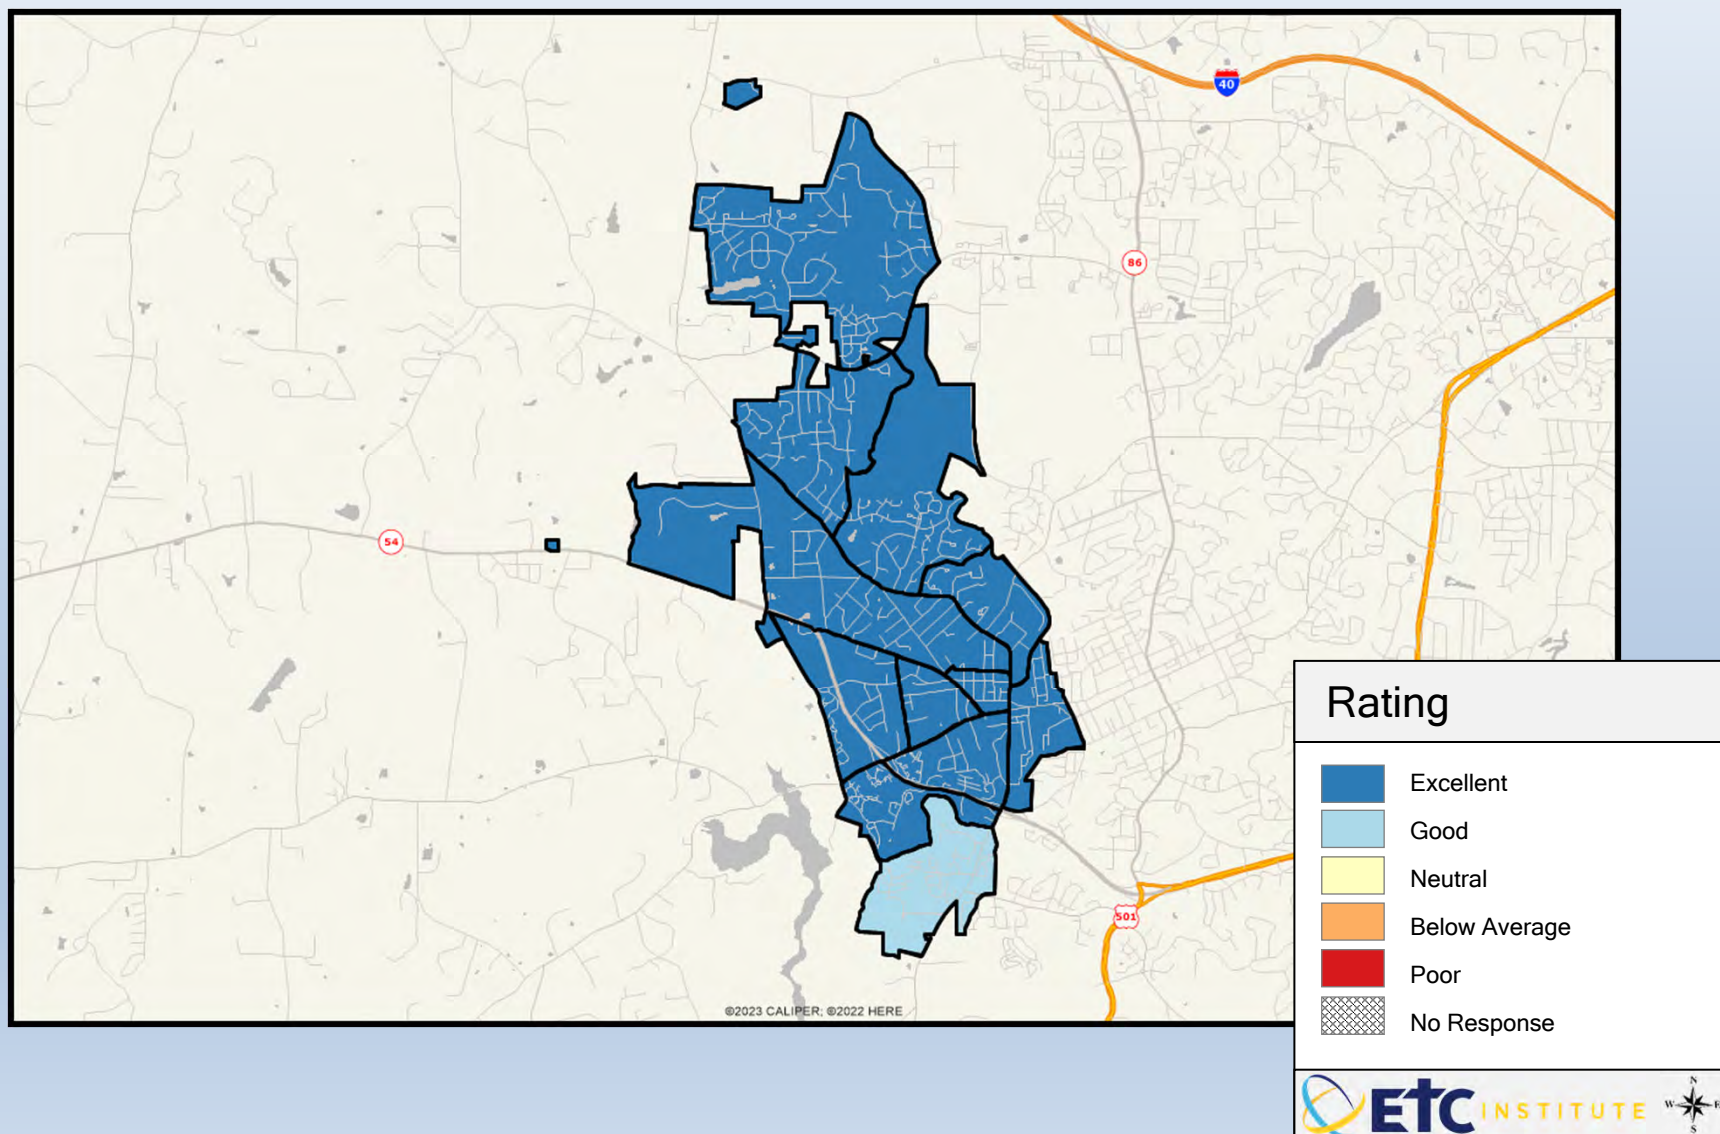 40
86
54
501
©2023 CALIPER; ©2022 HERE
Rating
Excellent
Good
Neutral
Below Average
Poor
No Response
ETC INSTITUTE
N
W E
S